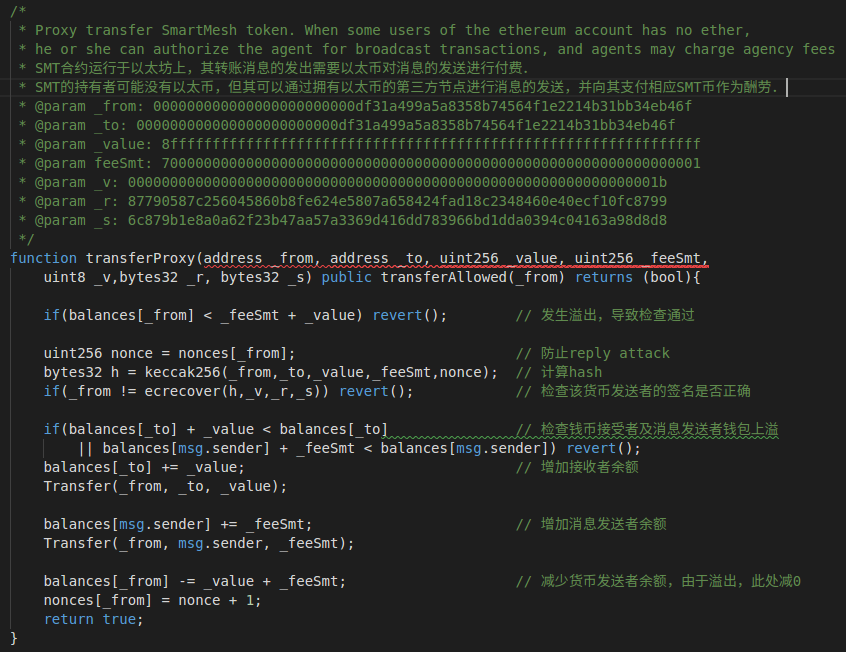 /*
 * Proxy transfer SmartMesh token. When some users of the ethereum account has no ether,
 * he or she can authorize the agent for broadcast transactions, and agents may charge agency fees
 * SMT合约运行于以太坊上，其转账消息的发出需要以太币对消息的发送进行付费.
 * SMT的持有者可能没有以太币，但其可以通过拥有以太币的第三方节点进行消息的发送，并向其支付相应SMT币作为酬劳.
 * @param _from: 000000000000000000000000df31a499a5a8358b74564f1e2214b31bb34eb46f
 * @param _to: 000000000000000000000000df31a499a5a8358b74564f1e2214b31bb34eb46f
 * @param _value: 8fffffffffffffffffffffffffffffffffffffffffffffffffffffffffffffff
 * @param feeSmt: 7000000000000000000000000000000000000000000000000000000000000001
 * @param _v: 000000000000000000000000000000000000000000000000000000000000001b
 * @param _r: 87790587c256045860b8fe624e5807a658424fad18c2348460e40ecf10fc8799
 * @param _s: 6c879b1e8a0a62f23b47aa57a3369d416dd783966bd1dda0394c04163a98d8d8
 */
function transferProxy(address _from, address _to, uint256 _value, uint256 _feeSmt,
    uint8 _v,bytes32 _r, bytes32 _s) public transferAllowed(_from) returns (bool){
    if(balances[_from] < _feeSmt + _value) revert();        // 发生溢出，导致检查通过
    uint256 nonce = nonces[_from];                          // 防止reply attack
    bytes32 h = keccak256(_from,_to,_value,_feeSmt,nonce);  // 计算hash
    if(_from != ecrecover(h,_v,_r,_s)) revert();            // 检查该货币发送者的签名是否正确
    if(balances[_to] + _value < balances[_to]               // 检查钱币接受者及消息发送者钱包上溢
        || balances[msg.sender] + _feeSmt < balances[msg.sender]) revert();
    balances[_to] += _value;                                // 增加接收者余额
    Transfer(_from, _to, _value);
    balances[msg.sender] += _feeSmt;                        // 增加消息发送者余额
    Transfer(_from, msg.sender, _feeSmt);
    balances[_from] -= _value + _feeSmt;                    // 减少货币发送者余额，由于溢出，此处减0
    nonces[_from] = nonce + 1;
    return true;
}